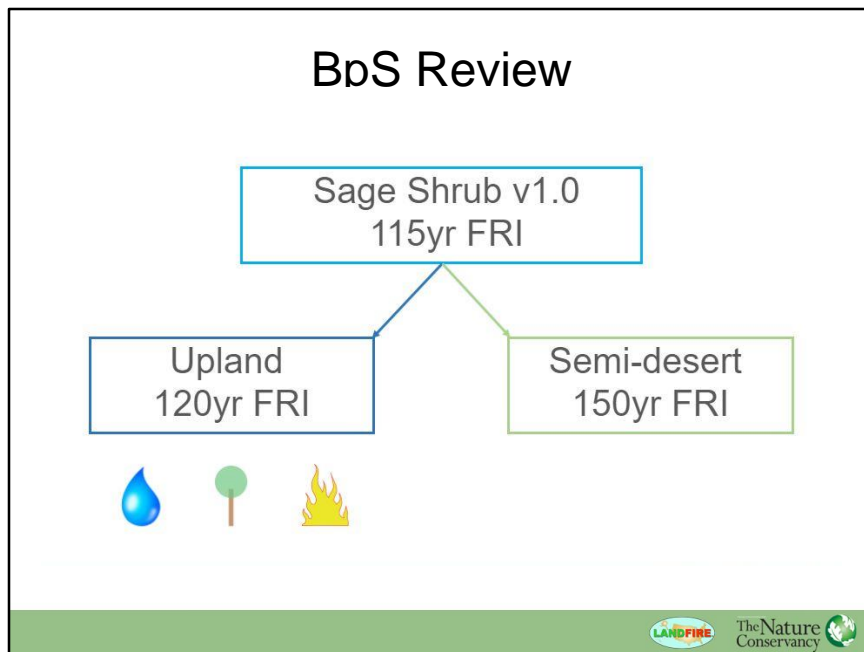 BpS Review
Sage Shrub v1.0
115yr FRI
Upland
120yr FRI
Semi-desert
150yr FRI
LANDFIRE
The Nature
Conservancy